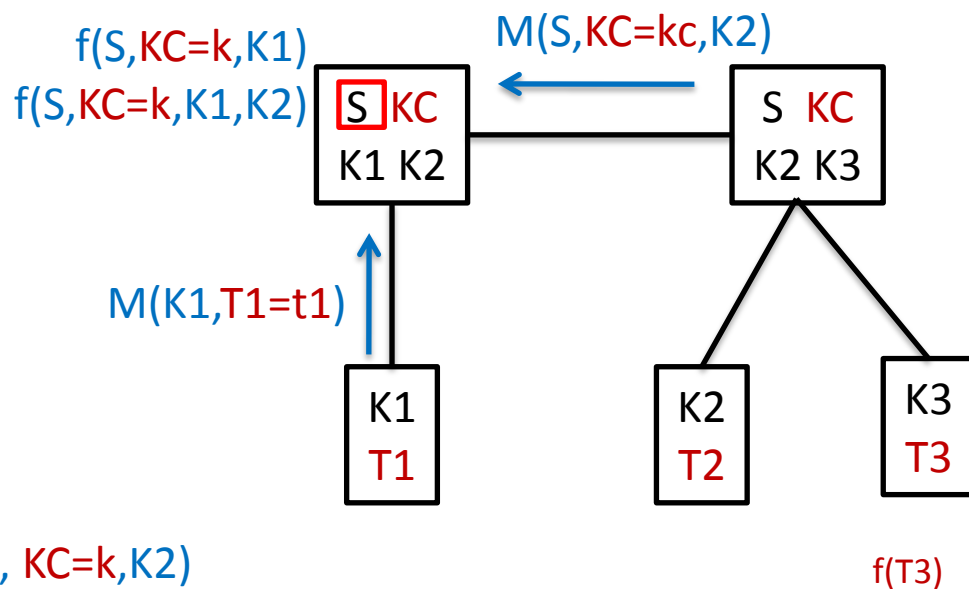 f(S,KC=k,K1)
f(S,KC=k,K1,K2)
M(S,KC=kc,K2)
S KC
K1 K2
S KC
K2 K3
M(K1,T1=t1)
K1
T1
K2
T2
K3
T3
, KC=k,K2)
f(T3)